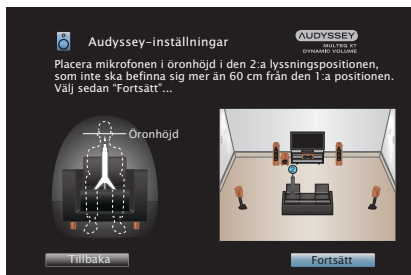 Audyssey-inställningar
AUDYSSEY
MULTEQ XT
DYNAMIC VOLUME
Placera mikrofonen i öronhöjd i den 2:a lyssningspositionen,
som inte ska befinna sig mer än 60 cm från den 1:a positionen.
Välj sedan “Fortsätt”...
Öronhöjd
2
Tillbaka
Fortsätt